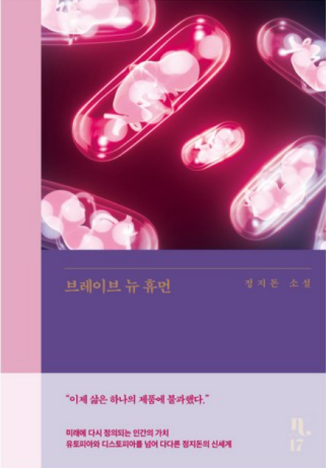 브레이브 뉴 휴먼
정지돈 소설
“이제 삶은 하나의 제품에 불과했다.”
미래에 다시 정의되는 인간의 가치
유토피아와 디스토피아를 넘어 다다른 정지돈의 신세계
n.
17